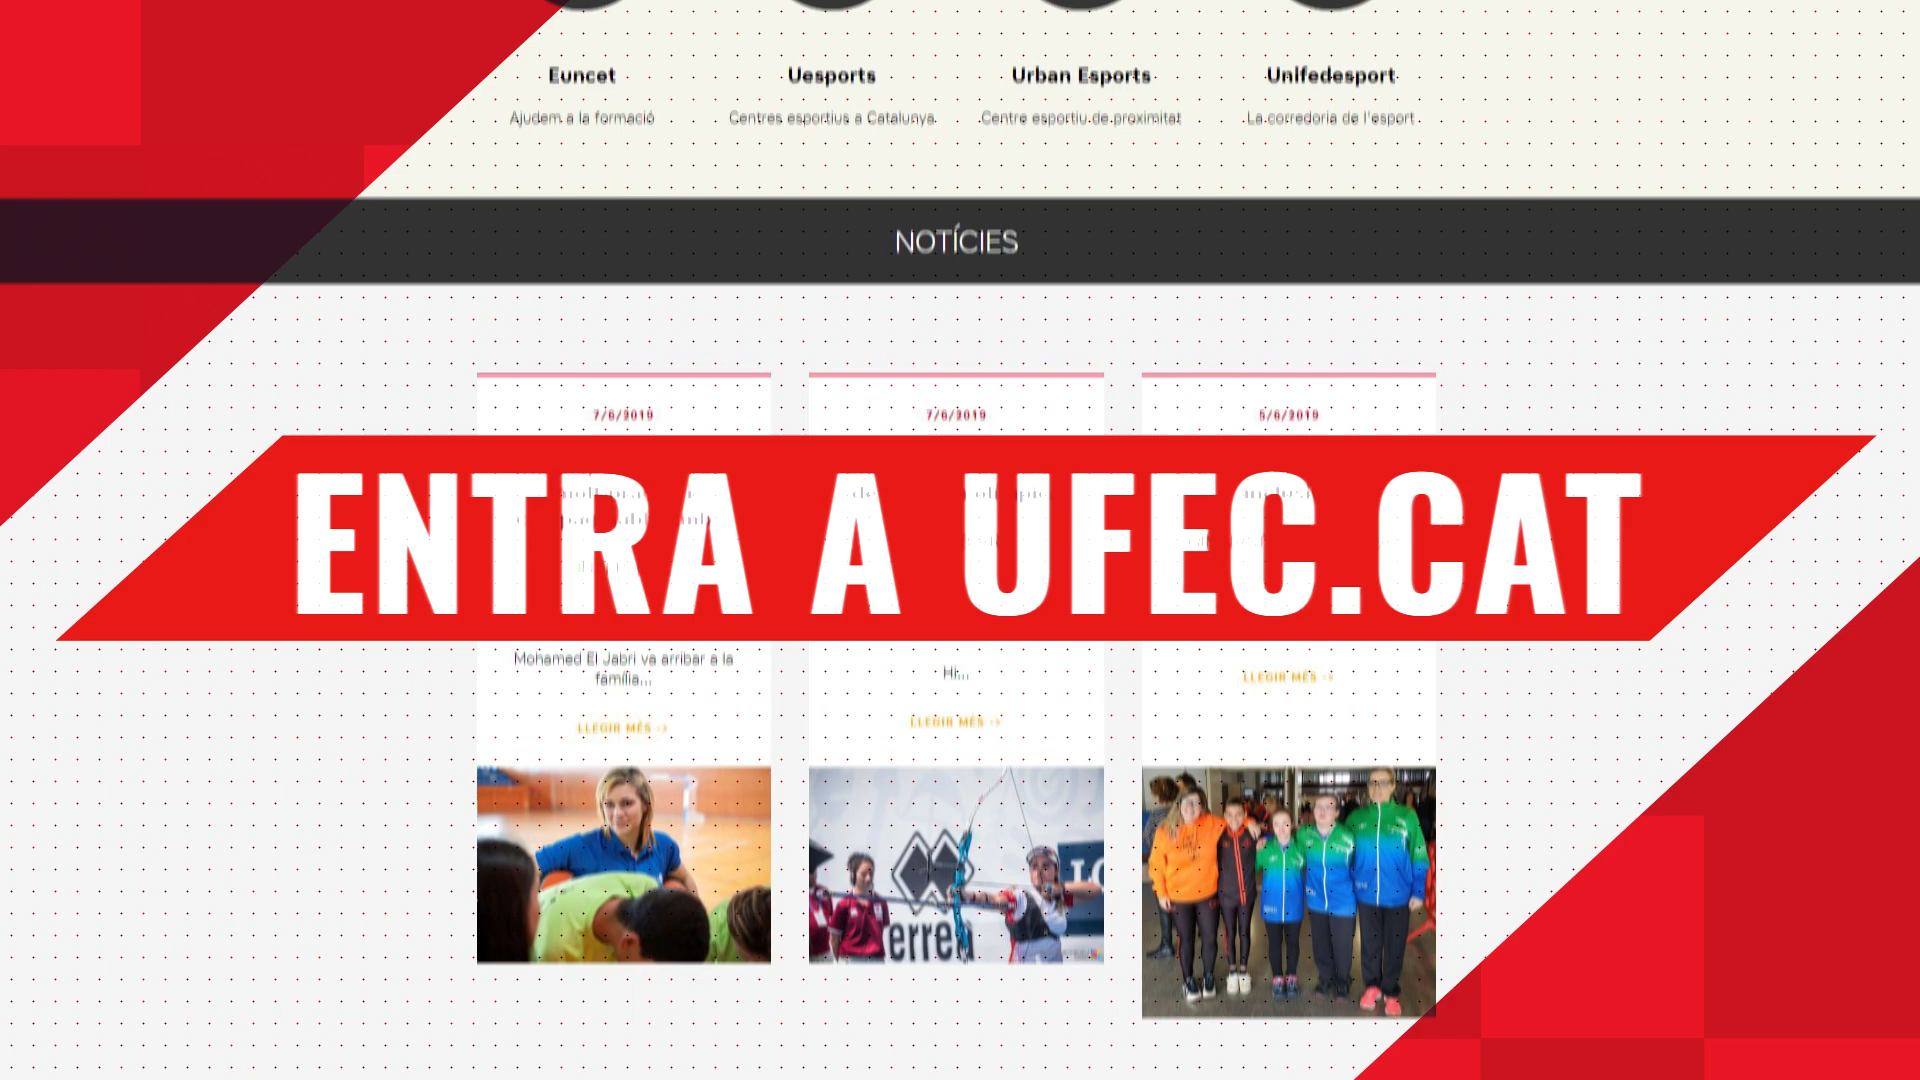 Euncet
Uesports
Urban Esports
Unifedesport
Ajudem a la formació
Centres esportius a Catalunya
Centre esportiu de proximitat
La corredoria de l'esport
NOTÍCIES
7/6/2019
7/6/2019
5/6/2019
ENTRA A UFEC.CAT
Mohamed El Jabri va arribar a la
família...
Hi...
LLEGIR MÉS ->
LLEGIR MÉS ->
LLEGIR MÉS ->
erreà